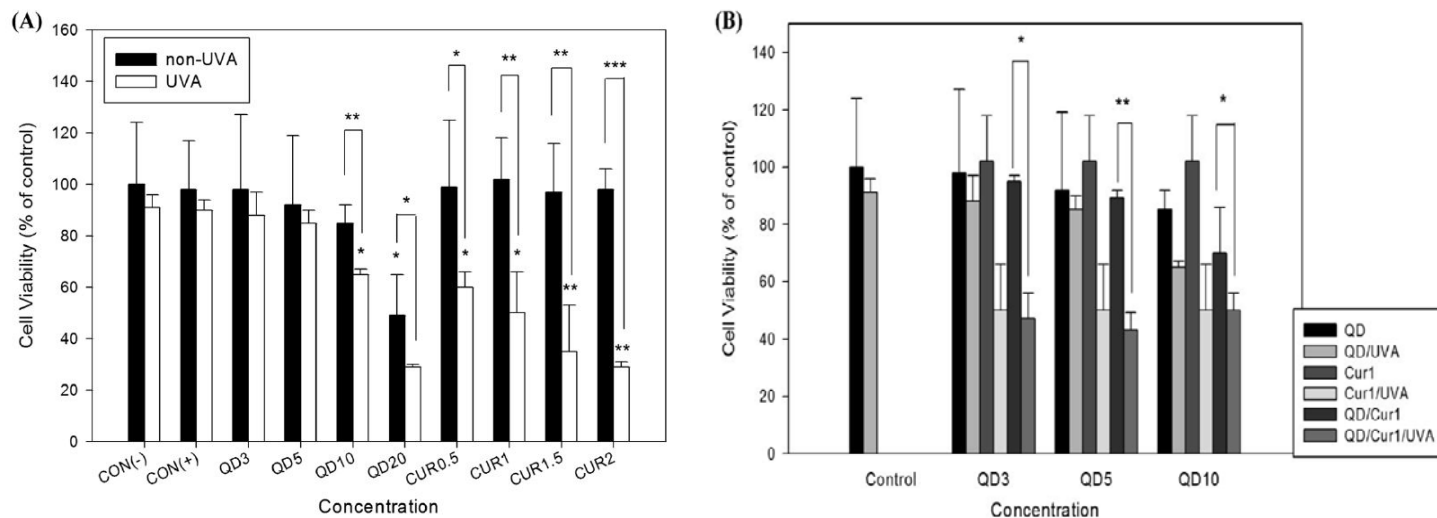 (A)
160
140
120
100
80
60
40
20
0
Cell Viability (% of control)
non-UVA
UVA
**
*
*
*
*
*
**
*
**
**
***
**
CON(-)
CON(+)
QD3
QD5
QD10
QD20
CUR0.5
CUR1
CUR1.5
CUR2
Concentration
(B)
140
120
100
80
60
40
20
0
Cell Viability (% of control)
*
**
*
Control
QD3
QD5
QD10
Concentration
QD
QD/UVA
Cur1
Cur1/UVA
QD/Cur1
QD/Cur1/UVA